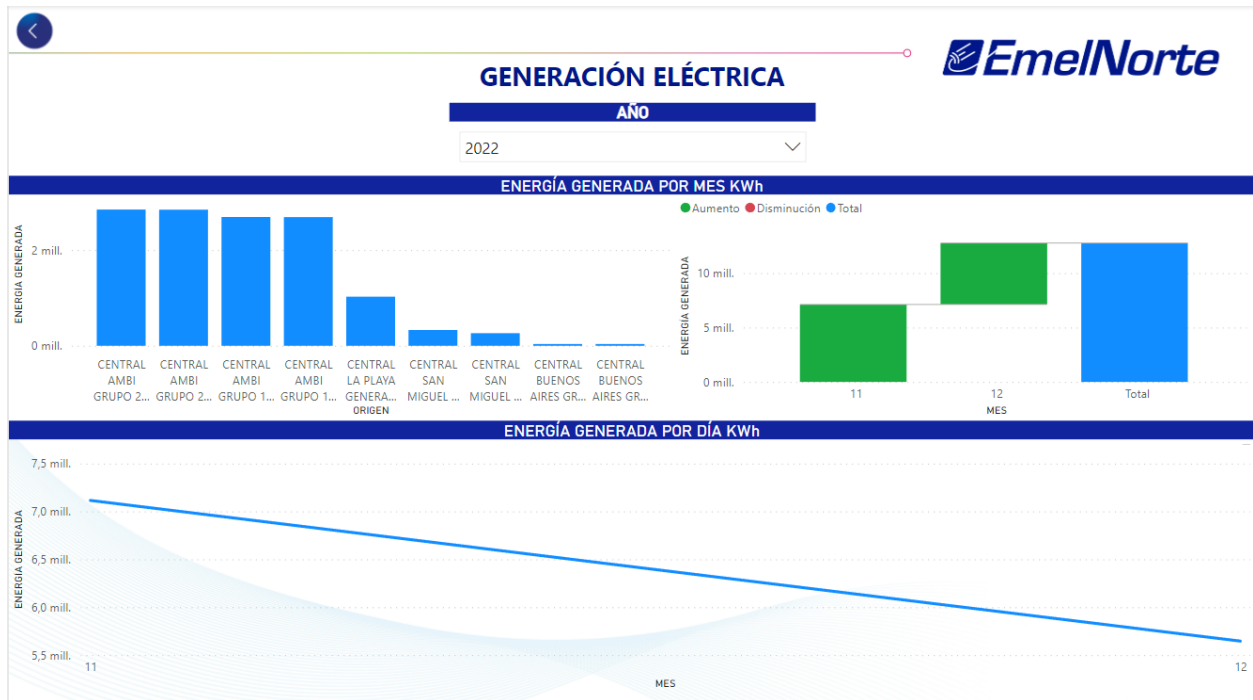 EmelNorte
GENERACIÓN ELÉCTRICA
AÑO
2022
ENERGÍA GENERADA POR MES KWh
ENERGÍA GENERADA
2 mill.
0 mill.
CENTRAL AMBI GRUPO 2...
CENTRAL AMBI GRUPO 2...
CENTRAL AMBI GRUPO 1...
CENTRAL AMBI GRUPO 1...
CENTRAL LA PLAYA GENERA...
CENTRAL SAN MIGUEL ...
CENTRAL SAN MIGUEL ...
CENTRAL BUENOS AIRES GR...
CENTRAL BUENOS AIRES GR...
ORIGEN
Aumento Disminución Total
ENERGÍA GENERADA
10 mill.
5 mill.
0 mill.
11 12 Total
MES
ENERGÍA GENERADA POR DÍA KWh
ENERGÍA GENERADA
7,5 mill.
7,0 mill.
6,5 mill.
6,0 mill.
5,5 mill.
11 12
MES